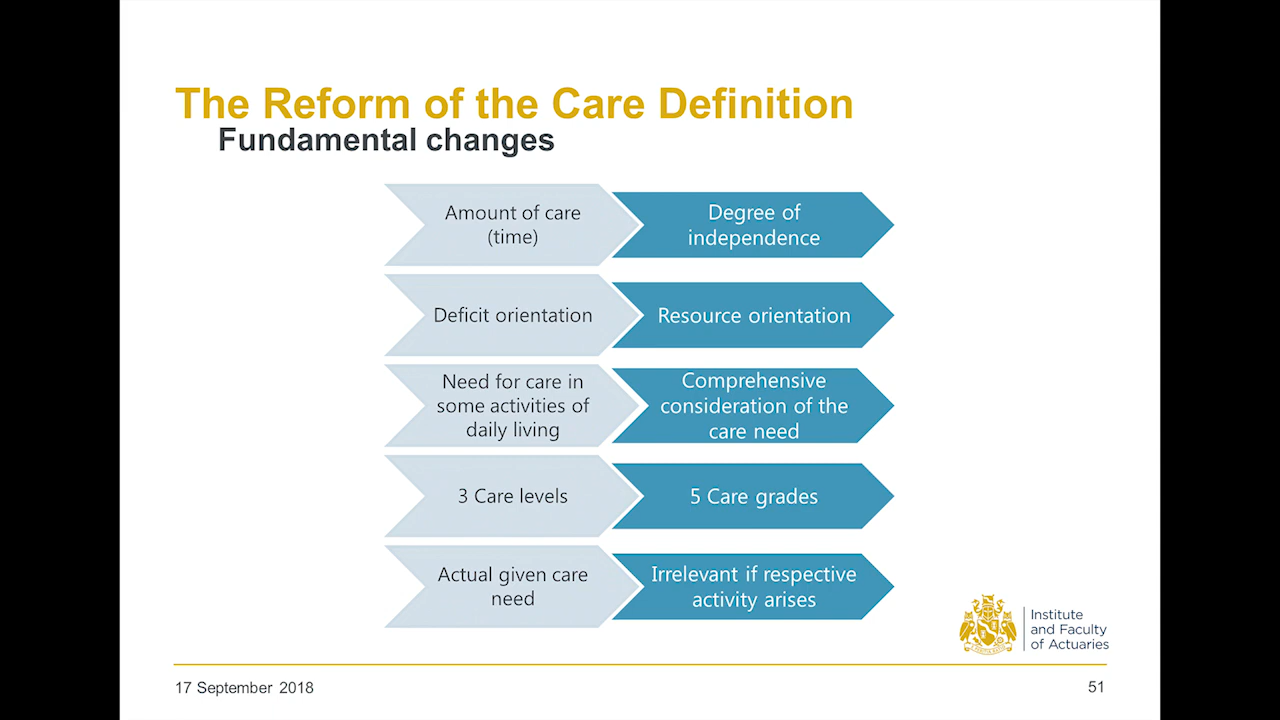 The Reform of the Care Definition
Fundamental changes
Amount of care
(time)
Degree of
independence
Deficit orientation
Resource orientation
Need for care in
some activities of
daily living
Comprehensive
consideration of the
care need
3 Care levels
5 Care grades
Actual given care
need
Irrelevant if respective
activity arises
Institute
and Faculty
of Actuaries
17 September 2018
51